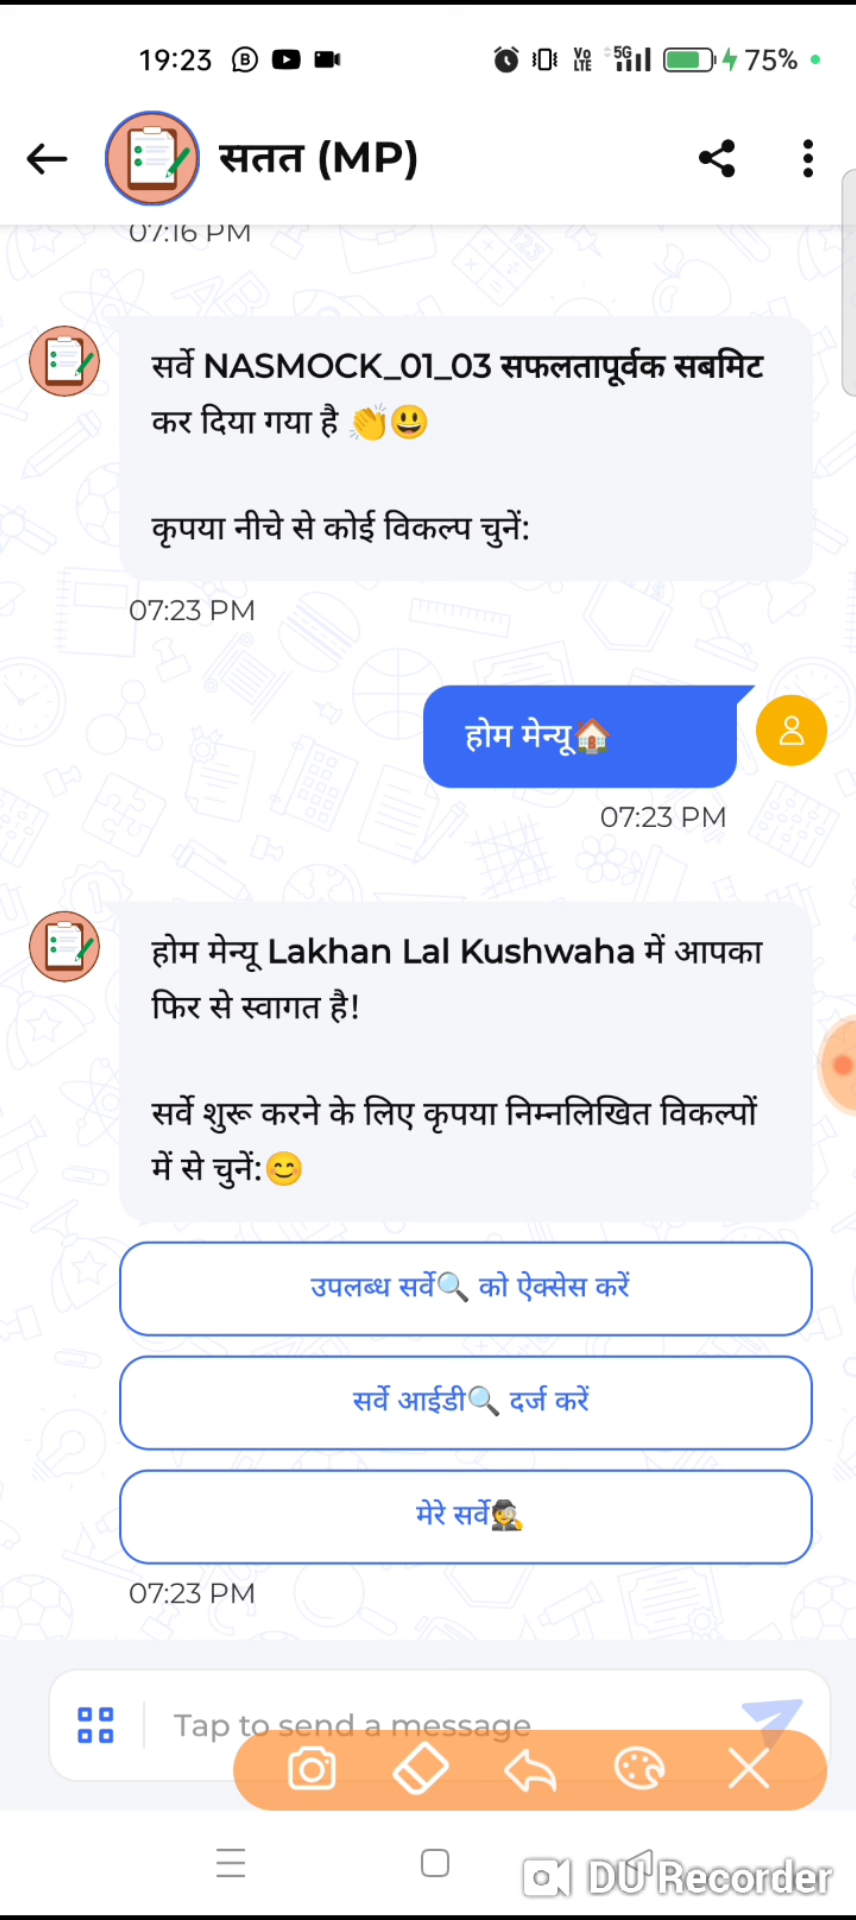 19:23 B VoLTE 5G 75%
सतत (MP)
07:16 PM
सर्वे NASMOCK_01_03 सफलतापूर्वक सबमिट
कर दिया गया है 👏😃
कृपया नीचे से कोई विकल्प चुनें:
07:23 PM
होम मेन्यू🏠
07:23 PM
होम मेन्यू Lakhan Lal Kushwaha में आपका
फिर से स्वागत है!
सर्वे शुरू करने के लिए कृपया निम्नलिखित विकल्पों
में से चुनें:😊
उपलब्ध सर्वे🔍 को ऐक्सेस करें
सर्वे आईडी🔍 दर्ज करें
मेरे सर्वे🕵️
07:23 PM
Tap to send a message
DU Recorder